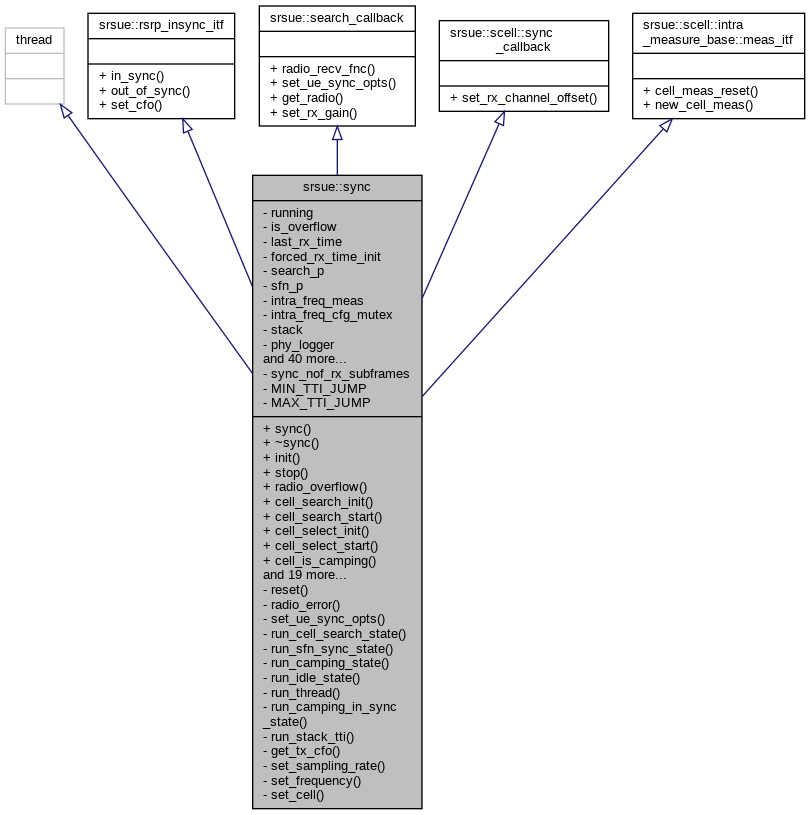 thread
srsue::rsrp_insync_itf
+ in_sync()
+ out_of_sync()
+ set_cfo()
srsue::search_callback
+ radio_recv_fnc()
+ set_ue_sync_opts()
+ get_radio()
+ set_rx_gain()
srsue::scell::sync
_callback
+ set_rx_channel_offset()
srsue::scell::intra
_measure_base::meas_itf
+ cell_meas_reset()
+ new_cell_meas()
srsue::sync
- running
- is_overflow
- last_rx_time
- forced_rx_time_init
- search_p
- sfn_p
- intra_freq_meas
- intra_freq_cfg_mutex
- stack
- phy_logger
and 40 more...
- sync_nof_rx_subframes
- MIN_TTI_JUMP
- MAX_TTI_JUMP
+ sync()
+ ~sync()
+ init()
+ stop()
+ radio_overflow()
+ cell_search_init()
+ cell_search_start()
+ cell_select_init()
+ cell_select_start()
+ cell_is_camping()
and 19 more...
- reset()
- radio_error()
- set_ue_sync_opts()
- run_cell_search_state()
- run_sfn_sync_state()
- run_camping_state()
- run_idle_state()
- run_thread()
- run_camping_in_sync
_state()
- run_stack_tti()
- get_tx_cfo()
- set_sampling_rate()
- set_frequency()
- set_cell()